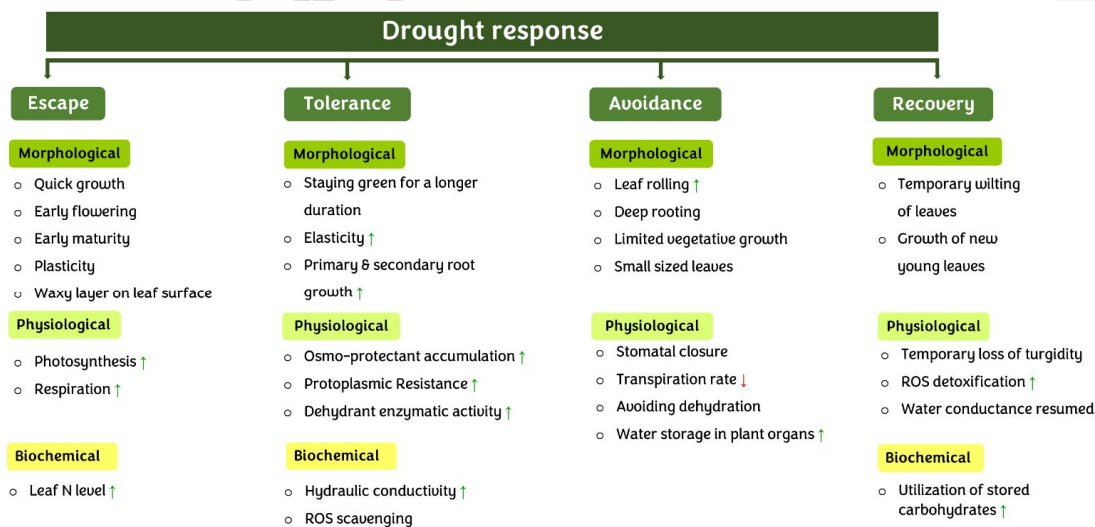 Drought response
Escape
Morphological
o Quick growth
o Early flowering
o Early maturity
o Plasticity
o Waxy layer on leaf surface
Physiological
o Photosynthesis ↑
o Respiration ↑
Biochemical
o Leaf N level ↑
Tolerance
Morphological
o Staying green for a longer
duration
o Elasticity ↑
o Primary & secondary root
growth ↑
Physiological
o Osmo-protectant accumulation ↑
o Protoplasmic Resistance ↑
o Dehydrant enzymatic activity ↑
Biochemical
o Hydraulic conductivity ↑
o ROS scavenging
Avoidance
Morphological
o Leaf rolling ↑
o Deep rooting
o Limited vegetative growth
o Small sized leaves
Physiological
o Stomatal closure
o Transpiration rate ↓
o Avoiding dehydration
o Water storage in plant organs ↑
Recovery
Morphological
o Temporary wilting
of leaves
o Growth of new
young leaves
Physiological
o Temporary loss of turgidity
o ROS detoxification ↑
o Water conductance resumed
Biochemical
o Utilization of stored
carbohydrates ↑